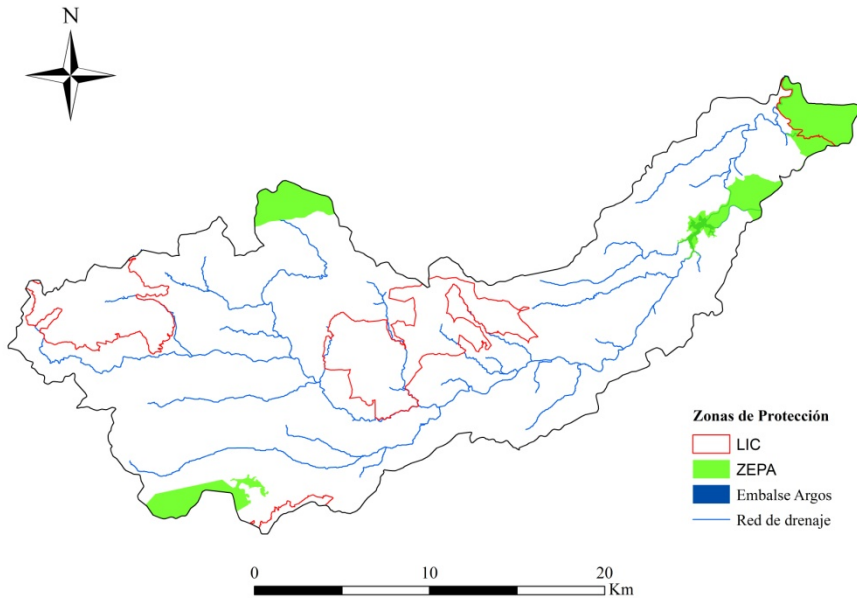 N
Zonas de Protección
LIC
ZEPA
Embalse Argos
Red de drenaje
0 10 20
Km